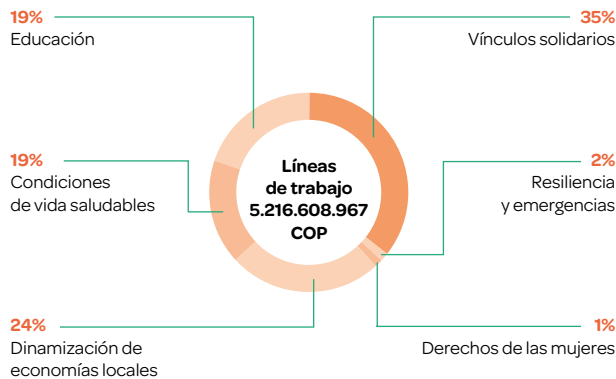 19%
Educación
35%
Vínculos solidarios
19%
Condiciones
de vida saludables
Líneas
de trabajo
5.216.608.967
COP
2%
Resiliencia
y emergencias
24%
Dinamización de
economías locales
1%
Derechos de las mujeres